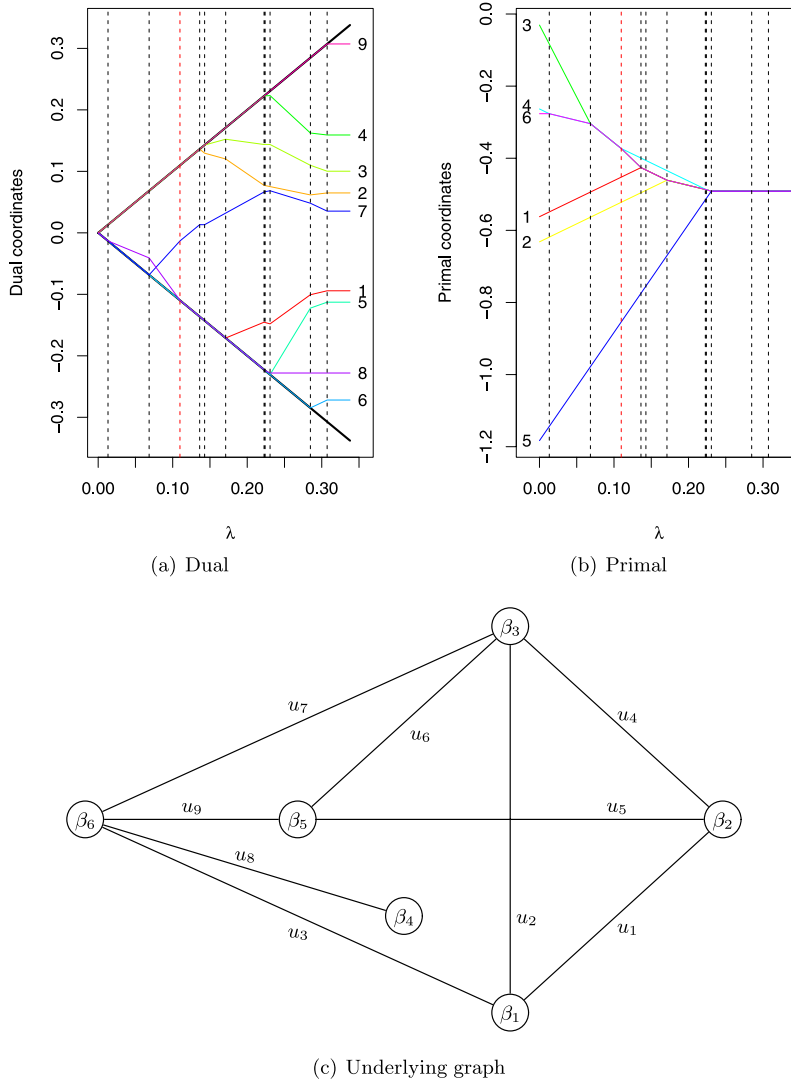 0.3
0.2
0.1
0.0
−0.1
−0.2
−0.3
Dual coordinates
9
4
3
2
7
1
5
8
6
0.00
0.10
0.20
0.30
λ
(a) Dual
0.0
−0.2
−0.4
−0.6
−0.8
−1.0
−1.2
Primal coordinates
3
4
6
1
2
5
0.00
0.10
0.20
0.30
λ
(b) Primal
β3
u7
u4
u6
β6
u9
β5
u5
β2
u8
β4
u3
u2
u1
β1
(c) Underlying graph